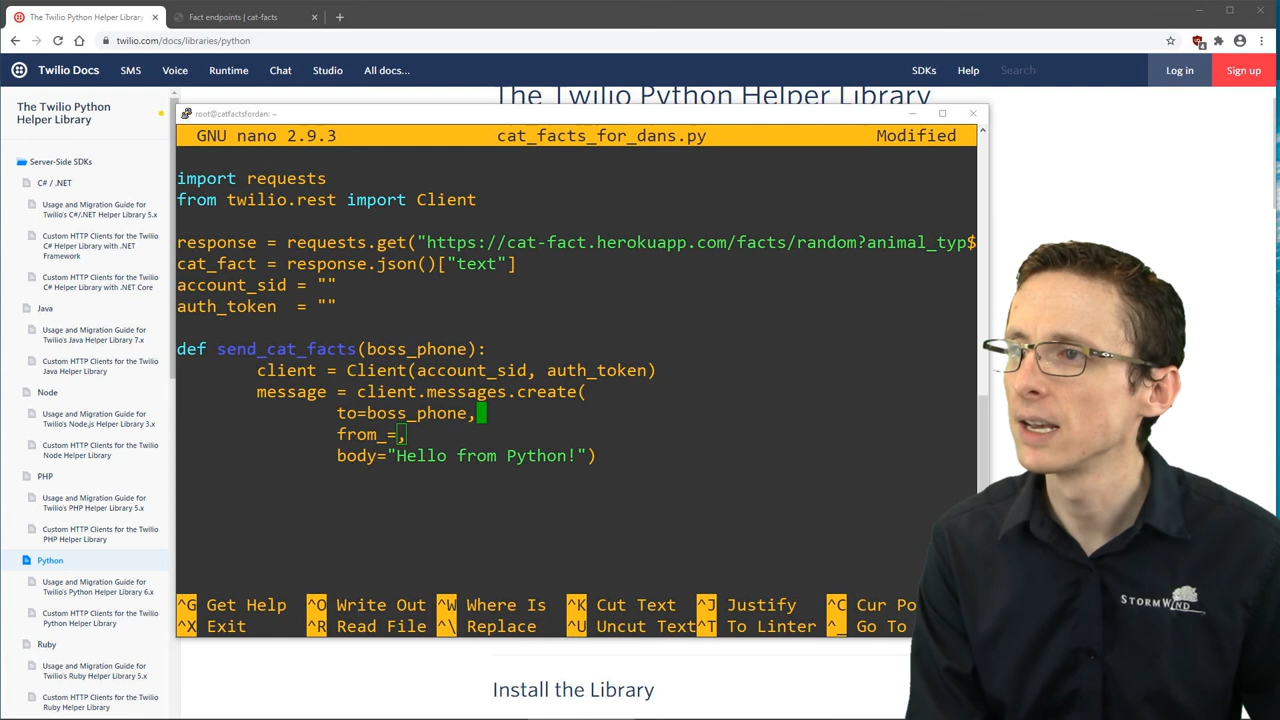 The Twilio Python Helper Library
Fact endpoints | cat-facts
twilio.com/docs/libraries/python
Twilio Docs
SMS
Voice
Runtime
Chat
Studio
All docs...
SDKs
Help
Search
Log in
Sign up
The Twilio Python
Helper Library
Server-Side SDKs
C# / .NET
Usage and Migration Guide for
Twilio's C#/.NET Helper Library 5.x
Custom HTTP Clients for the Twilio
C# Helper Library with .NET
Framework
Custom HTTP Clients for the Twilio
C# Helper Library with .NET Core
Java
Usage and Migration Guide for
Twilio's Java Helper Library 7.x
Custom HTTP Clients for the Twilio
Java Helper Library
Node
Usage and Migration Guide for
Twilio's Node.js Helper Library 3.x
Custom HTTP Clients for the Twilio
Node Helper Library
PHP
Usage and Migration Guide for
Twilio's PHP Helper Library 5.x
Custom HTTP Clients for the Twilio
PHP Helper Library
Python
Usage and Migration Guide for
Twilio's Python Helper Library 6.x
Custom HTTP Clients for the Twilio
Python Helper Library
Ruby
Usage and Migration Guide for
Twilio's Ruby Helper Library 5.x
Custom HTTP Clients for the Twilio
Ruby Helper Library
The Twilio Python Helper Library
root@catfactsfordan: ~
GNU nano 2.9.3 cat_facts_for_dans.py Modified
import requests
from twilio.rest import Client
response = requests.get("https://cat-fact.herokuapp.com/facts/random?animal_typ$
cat_fact = response.json()["text"]
account_sid = ""
auth_token  = ""
def send_cat_facts(boss_phone):
client = Client(account_sid, auth_token)
message = client.messages.create(
to=boss_phone,
from_=,
body="Hello from Python!")
^G Get Help ^O Write Out ^W Where Is ^K Cut Text ^J Justify ^C Cur Po
^X Exit ^R Read File ^\ Replace ^U Uncut Text ^T To Linter ^_ Go To
Install the Library
STORMWIND